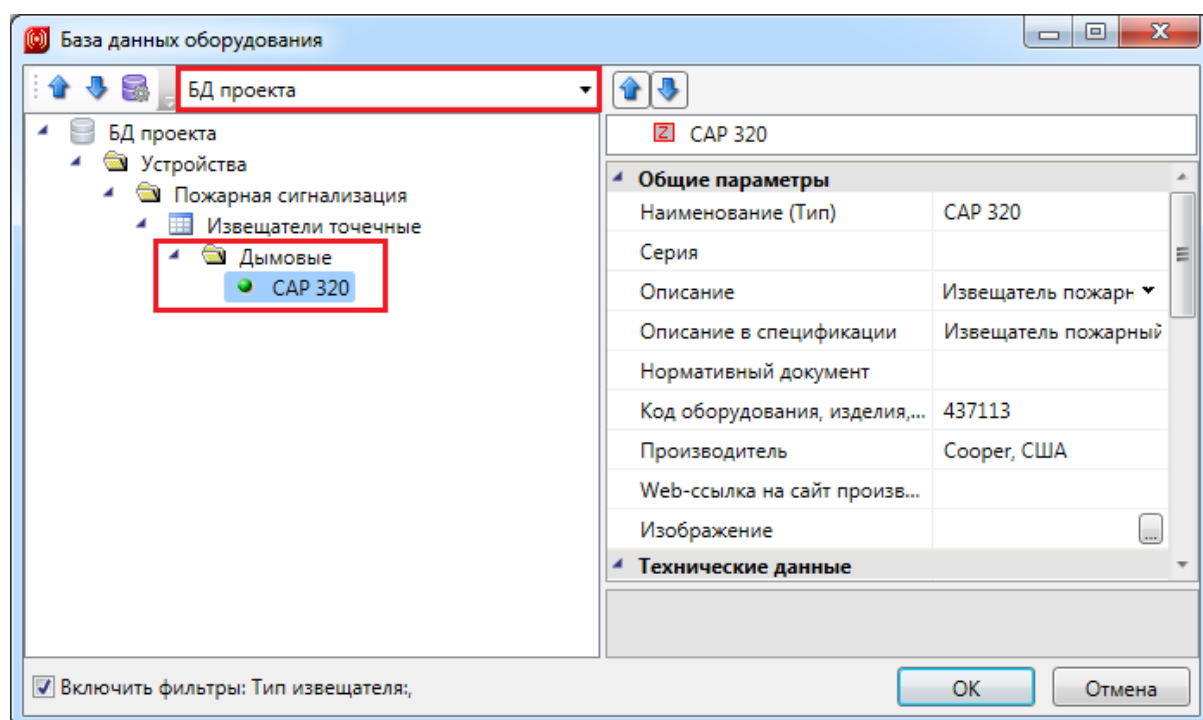 База данных оборудования
БД проекта
БД проекта
Устройства
Пожарная сигнализация
Извещатели точечные
Дымовые
CAP 320
CAP 320
Общие параметры
Наименование (Тип) CAP 320
Серия
Описание Извещатель пожарн
Описание в спецификации Извещатель пожарный
Нормативный документ
Код оборудования, изделия,... 437113
Производитель Cooper, США
Web-ссылка на сайт произв...
Изображение ...
Технические данные
Включить фильтры: Тип извещателя:,
OK Отмена